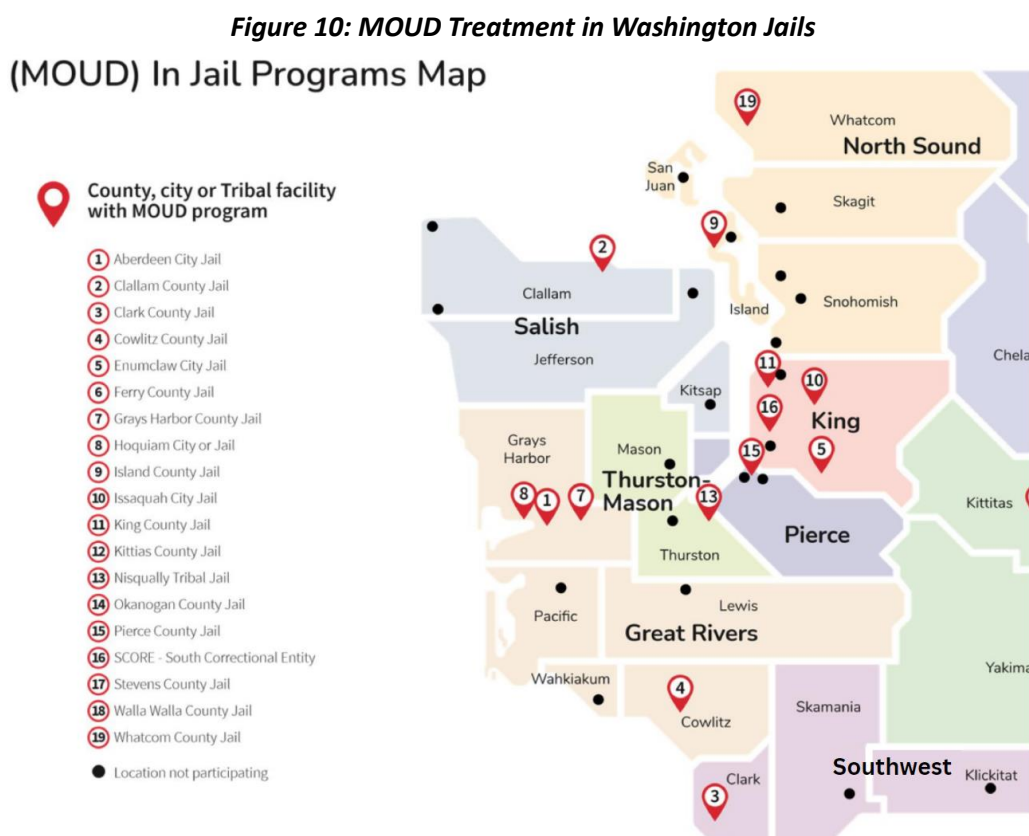 Figure 10: MOUD Treatment in Washington Jails
(MOUD) In Jail Programs Map
County, city or Tribal facility
with MOUD program
1 Aberdeen City Jail
2 Clallam County Jail
3 Clark County Jail
4 Cowlitz County Jail
5 Enumclaw City Jail
6 Ferry County Jail
7 Grays Harbor County Jail
8 Hoquiam City or Jail
9 Island County Jail
10 Issaquah City Jail
11 King County Jail
12 Kittias County Jail
13 Nisqually Tribal Jail
14 Okanogan County Jail
15 Pierce County Jail
16 SCORE - South Correctional Entity
17 Stevens County Jail
18 Walla Walla County Jail
19 Whatcom County Jail
Location not participating
19
Whatcom
North Sound
San
Juan
Skagit
9
2
Clallam
Island
Snohomish
Salish
Jefferson
Chela
11
10
Kitsap
16
King
Grays
Harbor
Mason
15
5
Thurston-
Mason
8
1
7
13
Kittitas
Pierce
Thurston
Pacific
Lewis
Great Rivers
Wahkiakum
4
Cowlitz
Skamania
Yakima
Southwest
Clark
Klickitat
3